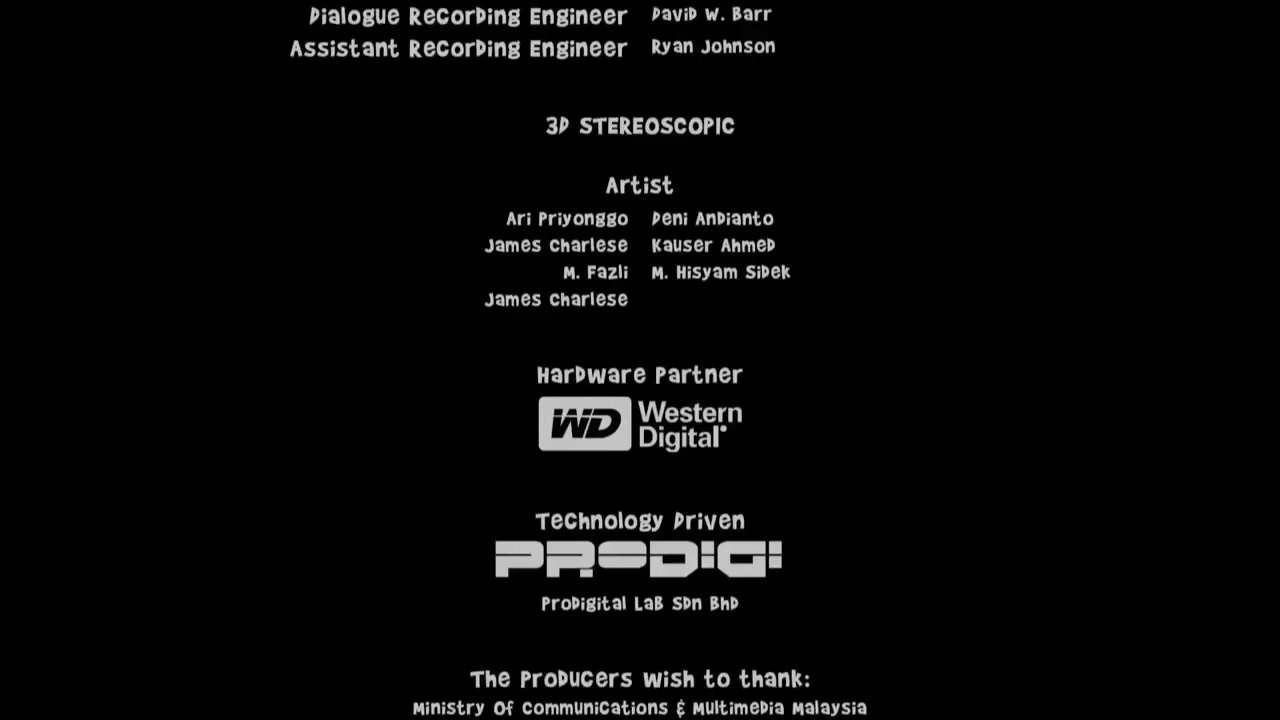 Dialogue Recording Engineer David W. Barr
Assistant Recording Engineer Ryan Johnson
3D STEREOSCOPIC
Artist
Ari Priyonggo Deni Andianto
James Charlese Kauser Ahmed
M. Fazli M. Hisyam Sidek
James Charlese
Hardware Partner
WD Western
Digital
Technology Driven
PRODIGI
Prodigital Lab Sdn Bhd
The Producers wish to thank:
Ministry Of Communications & Multimedia Malaysia